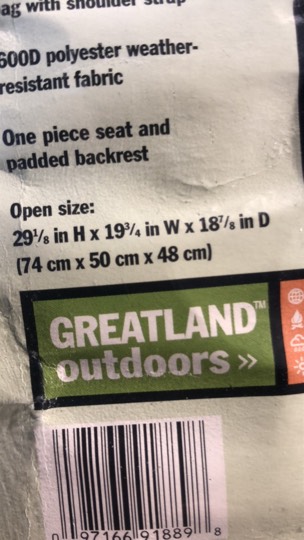 ag with shoulder strap
600D polyester weather-
resistant fabric
One piece seat and
padded backrest
Open size:
29⅛ in H x 19¾ in W x 18⅞ in D
(74 cm x 50 cm x 48 cm)
GREATLAND™
outdoors »
0 97166 91889 8